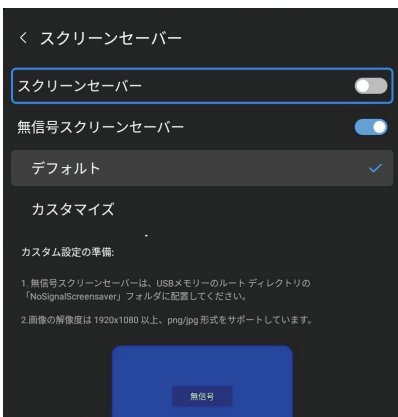 スクリーンセーバー
スクリーンセーバー
無信号スクリーンセーバー
デフォルト
カスタマイズ
カスタム設定の準備:
1. 無信号スクリーンセーバーは、USBメモリーのルート ディレクトリの
「NoSignalScreensaver」フォルダに配置してください。
2.画像の解像度は 1920x1080 以上、png/jpg 形式をサポートしています。
無信号